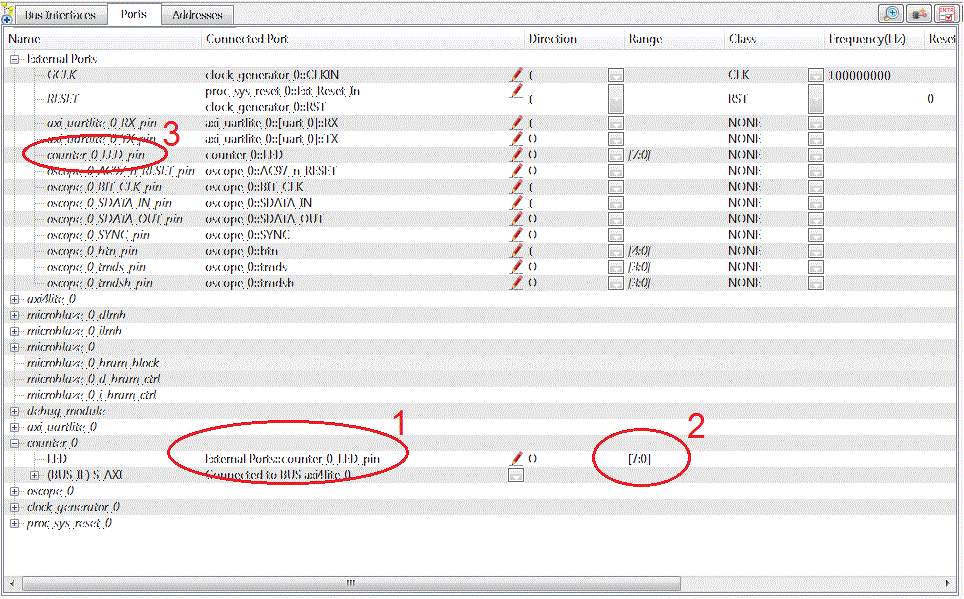 Bus Interfaces Ports Addresses
Name Connected Port Direction Range Class Frequency(Hz) Reset
External Ports
GCLK clock_generator_0::CLKIN I CLK 100000000
RESET proc_sys_reset_0::Ext_Reset_In
clock_generator_0::RST I RST 0
axi_uartlite_0_RX_pin axi_uartlite_0::[uart_0]::RX I NONE
3
axi_uartlite_0_TX_pin axi_uartlite_0::[uart_0]::TX O NONE
counter_0_LED_pin counter_0::LED O [7:0] NONE
oscope_0_AC97_n_RESET_pin oscope_0::AC97_n_RESET O NONE
oscope_0_BIT_CLK_pin oscope_0::BIT_CLK I NONE
oscope_0_SDATA_IN_pin oscope_0::SDATA_IN I NONE
oscope_0_SDATA_OUT_pin oscope_0::SDATA_OUT O NONE
oscope_0_SYNC_pin oscope_0::SYNC O NONE
oscope_0_btn_pin oscope_0::btn I [4:0] NONE
oscope_0_tmds_pin oscope_0::tmds O [3:0] NONE
oscope_0_tmdsb_pin oscope_0::tmdsb O [3:0] NONE
axi4lite_0
microblaze_0_dlmb
microblaze_0_ilmb
microblaze_0
microblaze_0_bram_block
microblaze_0_d_bram_ctrl
microblaze_0_i_bram_ctrl
debug_module
axi_uartlite_0
1 2
counter_0
LED External Ports::counter_0_LED_pin O [7:0]
(BUS_IF) S_AXI Connected to BUS axi4lite_0
oscope_0
clock_generator_0
proc_sys_reset_0